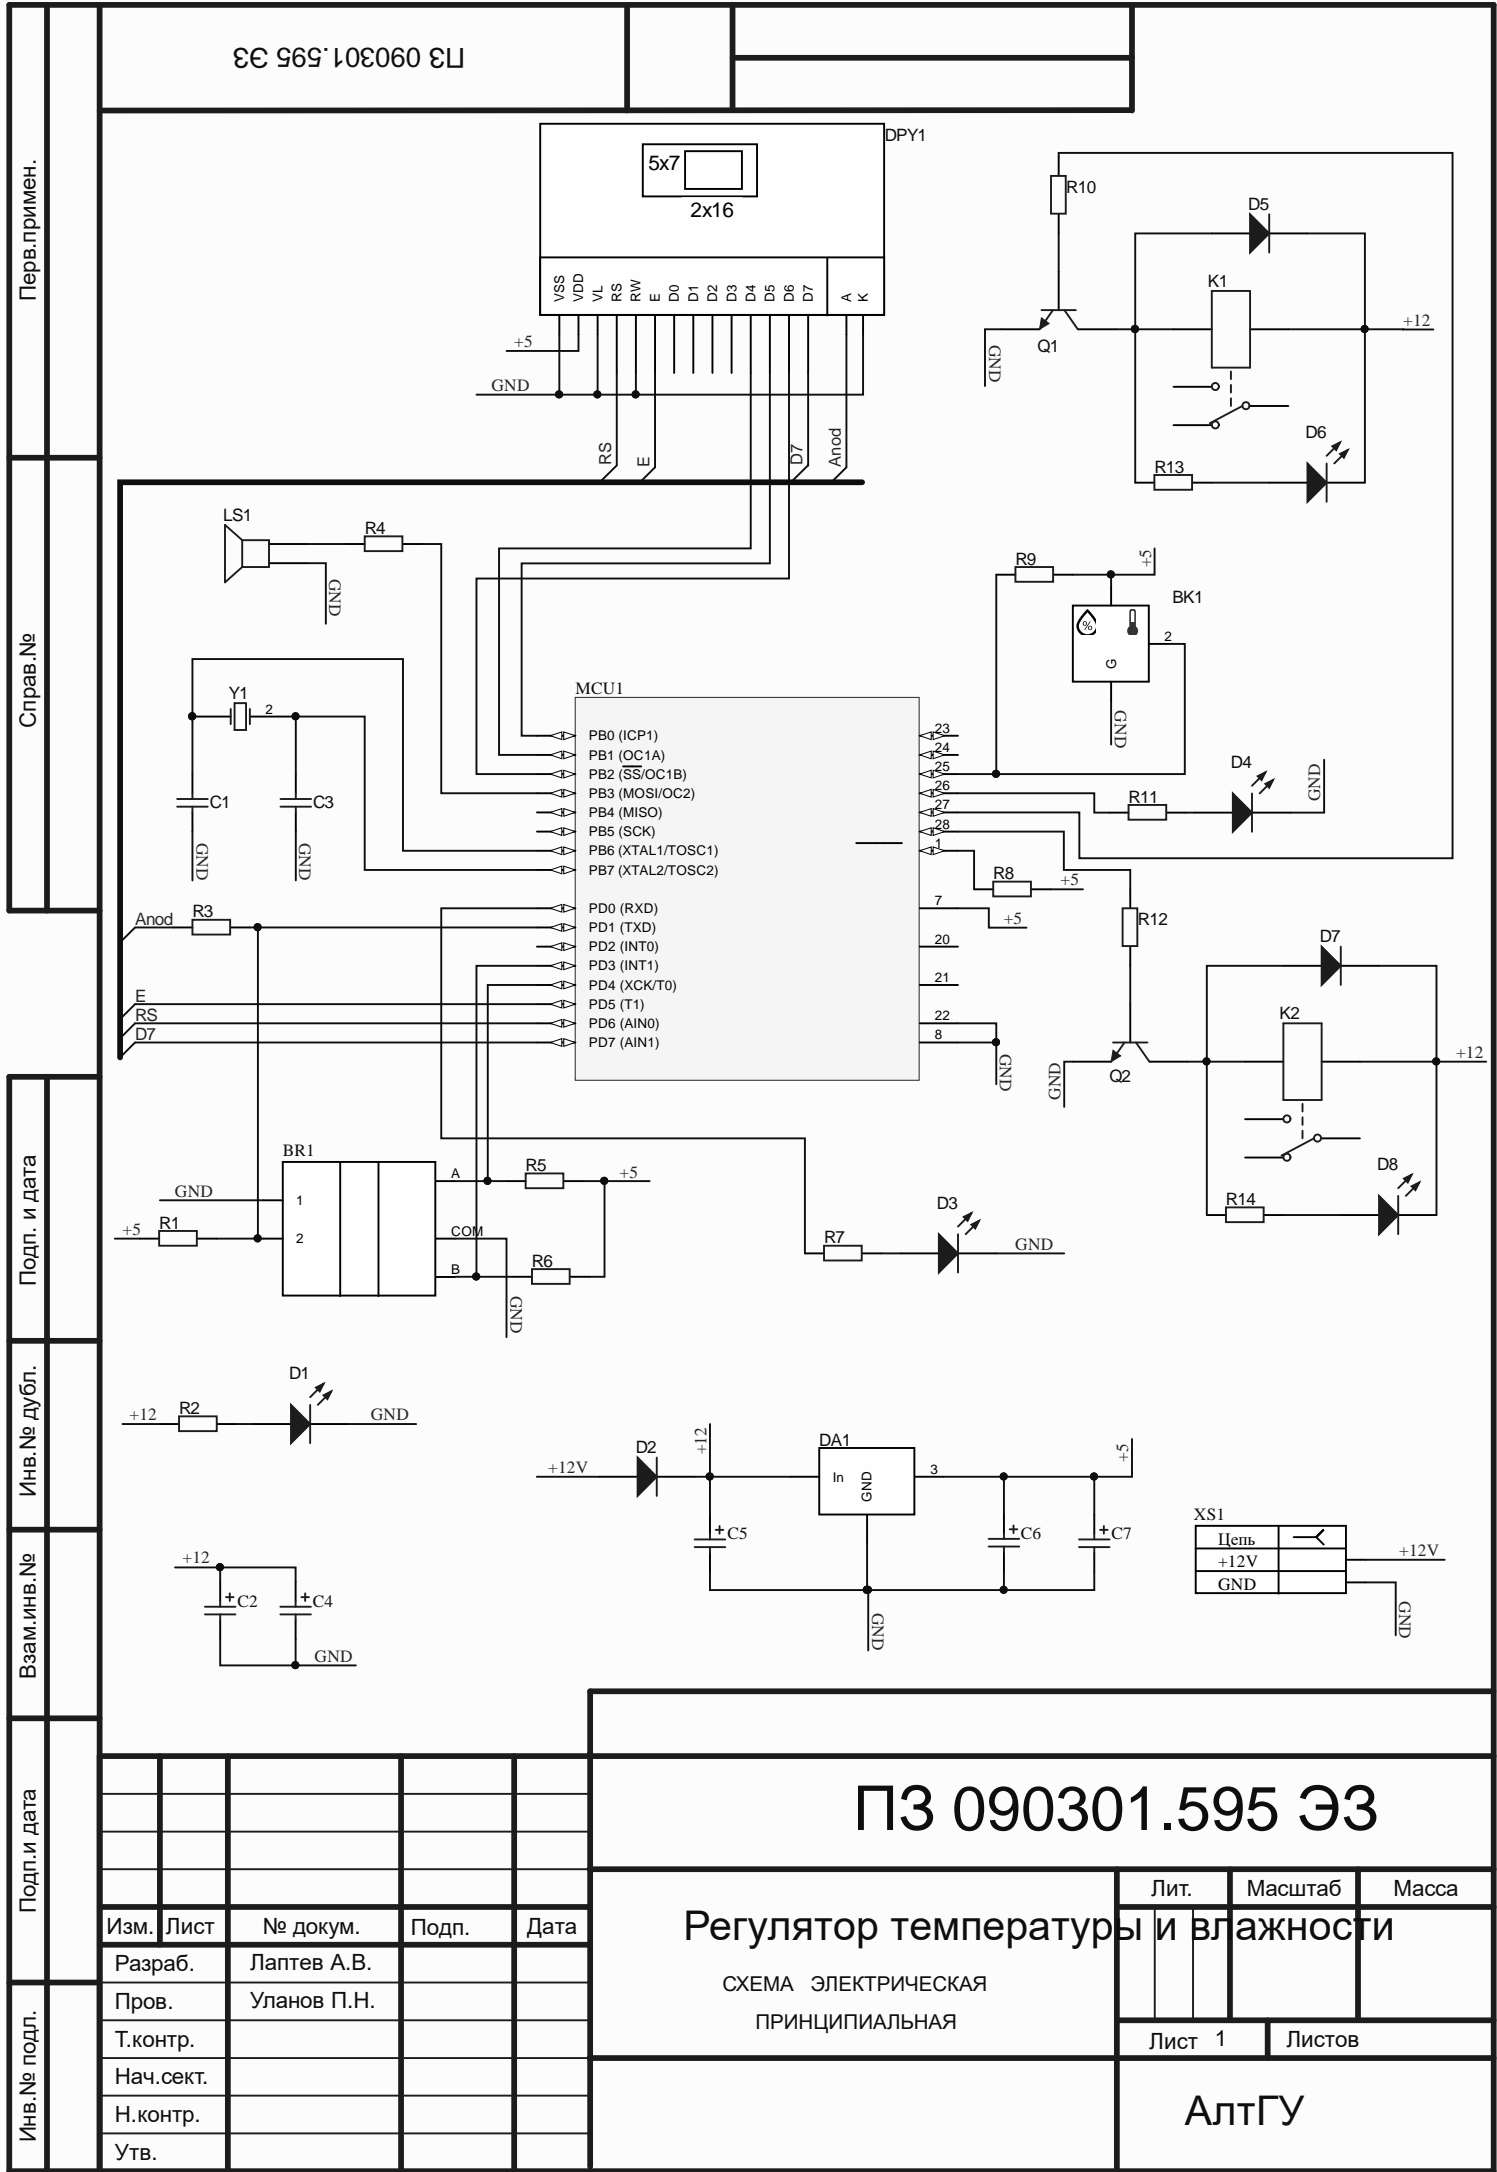 ПЗ 090301.595 ЭЗ
Перв.примен.
Справ.№
Подп. и дата
Инв.№ дубл.
Взам.инв.№
Подп.и дата
Инв.№ подл.
DPY1
5x7
2x16
VSS
VDD
VL
RS
RW
E
D0
D1
D2
D3
D4
D5
D6
D7
A
K
+5
GND
RS
E
D7
Anod
R10
D5
K1
+12
Q1
GND
D6
R13
LS1
R4
GND
R9
+5
BK1
%
2
G
GND
Y1
2
C1
C3
GND
GND
MCU1
PB0 (ICP1)
PB1 (OC1A)
PB2 (SS/OC1B)
PB3 (MOSI/OC2)
PB4 (MISO)
PB5 (SCK)
PB6 (XTAL1/TOSC1)
PB7 (XTAL2/TOSC2)
PD0 (RXD)
PD1 (TXD)
PD2 (INT0)
PD3 (INT1)
PD4 (XCK/T0)
PD5 (T1)
PD6 (AIN0)
PD7 (AIN1)
23
24
25
26
27
28
1
7
20
21
22
8
GND
R11
D4
GND
R8
+5
+5
R12
D7
K2
+12
Q2
GND
D8
R14
Anod
R3
E
RS
D7
BR1
GND
1
+5
R1
2
A
COM
B
R5
+5
R6
GND
R7
D3
GND
D1
+12
R2
GND
+12V
D2
+12
DA1
In
GND
3
+5
+
C5
+
C6
+
C7
GND
XS1
Цепь
+12V
+12V
GND
GND
+12
+
C2
+
C4
GND
ПЗ 090301.595 ЭЗ
Лит.
Масштаб
Масса
Изм.
Лист
№ докум.
Подп.
Дата
Регулятор температуры и влажности
Разраб.
Лаптев А.В.
СХЕМА ЭЛЕКТРИЧЕСКАЯ
Пров.
Уланов П.Н.
ПРИНЦИПИАЛЬНАЯ
Т.контр.
Лист 1
Листов
Нач.сект.
Н.контр.
АлтГУ
Утв.